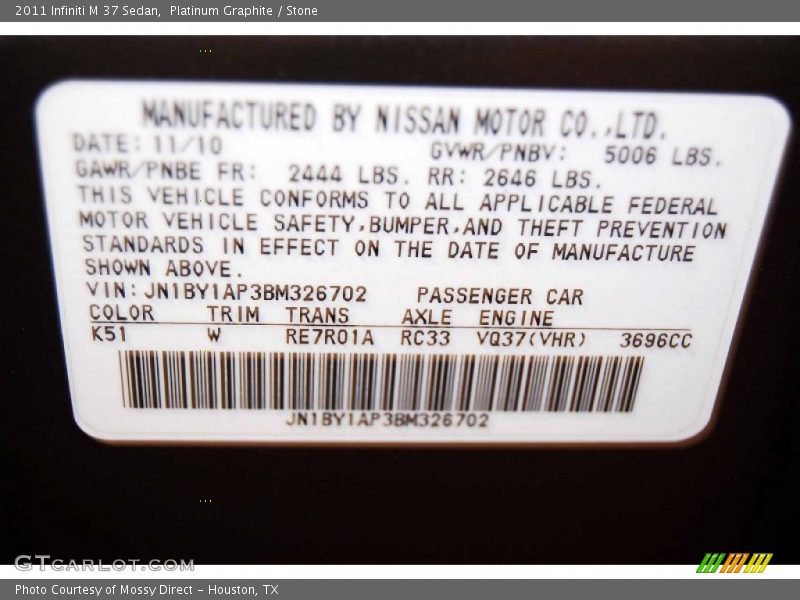 2011 Infiniti M 37 Sedan,  Platinum Graphite / Stone
MANUFACTURED BY NISSAN MOTOR CO.,LTD.
DATE: 11/10 GVWR/PNBV: 5006 LBS.
GAWR/PNBE FR: 2444 LBS. RR: 2646 LBS.
THIS VEHICLE CONFORMS TO ALL APPLICABLE FEDERAL
MOTOR VEHICLE SAFETY,BUMPER,AND THEFT PREVENTION
STANDARDS IN EFFECT ON THE DATE OF MANUFACTURE
SHOWN ABOVE.
VIN: JN1BY1AP3BM326702 PASSENGER CAR
COLOR TRIM TRANS AXLE ENGINE
K51 W RE7R01A RC33 VQ37(VHR) 3696CC
JN1BY1AP3BM326702
GTcarlot.com
Photo Courtesy of Mossy Direct - Houston, TX